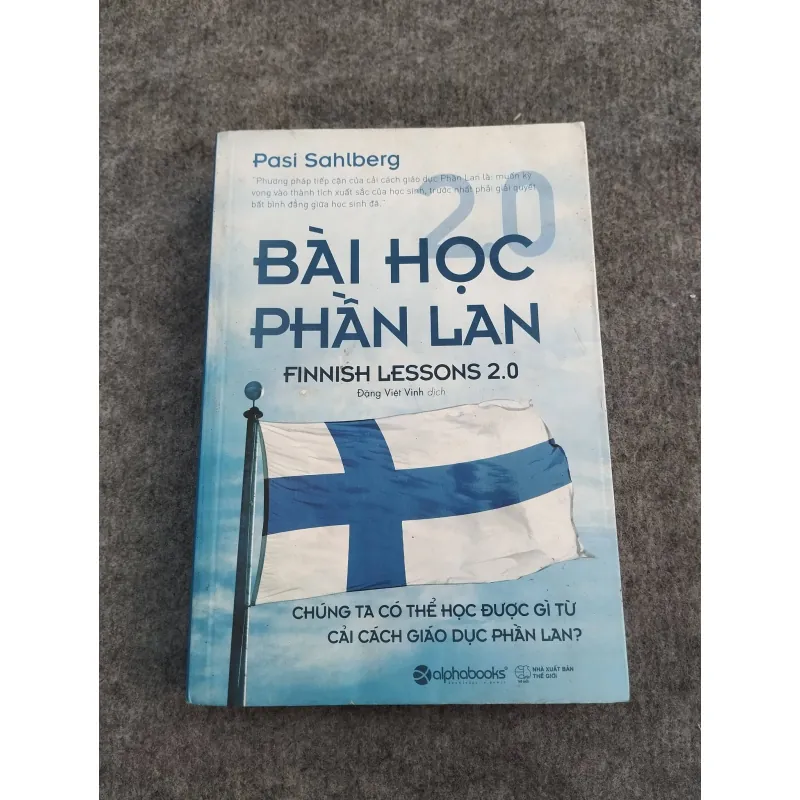 Pasi Sahlberg
"Phương pháp tiếp cận của cải cách giáo dục Phần Lan là: muốn kỳ
vọng vào thành tích xuất sắc của học sinh, trước nhất phải giải quyết
bất bình đẳng giữa học sinh đã."
2.0
BÀI HỌC
PHẦN LAN
FINNISH LESSONS 2.0
Đặng Việt Vinh dịch
CHÚNG TA CÓ THỂ HỌC ĐƯỢC GÌ TỪ
CẢI CÁCH GIÁO DỤC PHẦN LAN?
alphabooks
NHÀ XUẤT BẢN
THẾ GIỚI